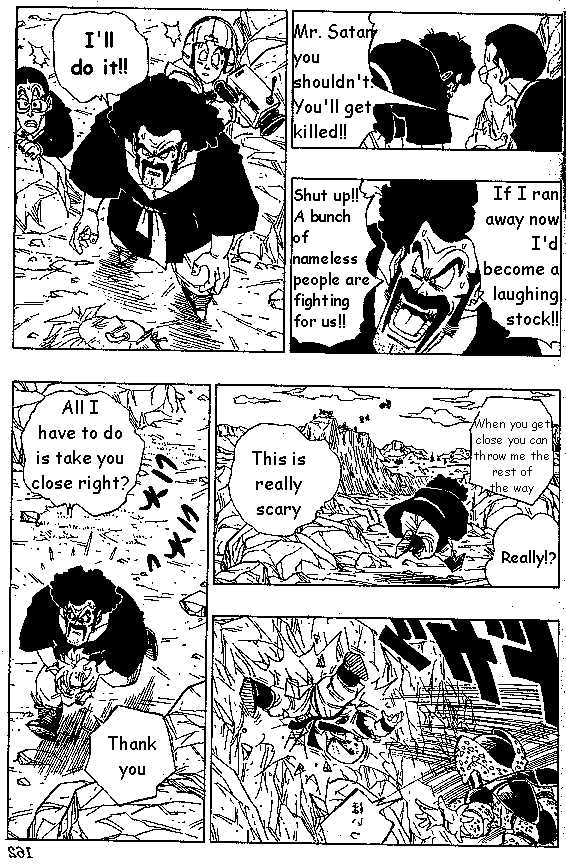 I'll
do it!!
Mr. Satan
you
shouldn't.
You'll get
killed!!
Shut up!!
A bunch
of
nameless
people are
fighting
for us!!
If I ran
away now
I'd
become a
laughing
stock!!
All I
have to do
is take you
close right?
Thank
you
This is
really
scary
When you get
close you can
throw me the
rest of
the way
Really!?
162